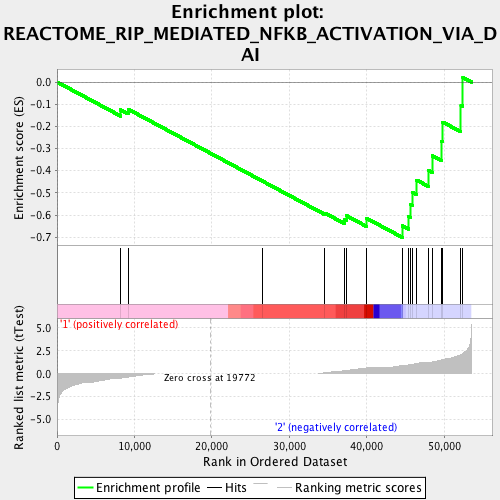 Enrichment plot:
REACTOME_RIP_MEDIATED_NFKB_ACTIVATION_VIA_D
AI
Enrichment score (ES)
0.0
-0.1
-0.2
-0.3
-0.4
-0.5
-0.6
-0.7
Ranked list metric (tTest)
'1' (positively correlated)
5.0
2.5
0.0
-2.5
-5.0
Zero cross at 19772
'2' (negatively correlated)
0 10,000 20,000 30,000 40,000 50,000
Rank in Ordered Dataset
Enrichment profile Hits Ranking metric scores